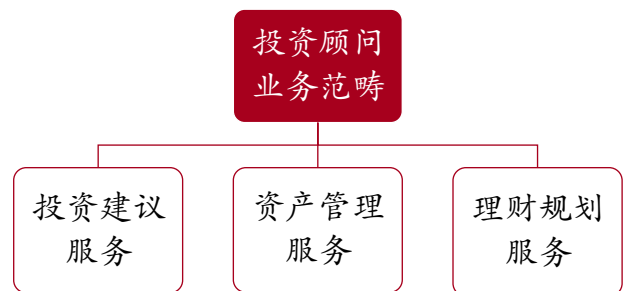 投资顾问
业务范畴
投资建议
服务
资产管理
服务
理财规划
服务